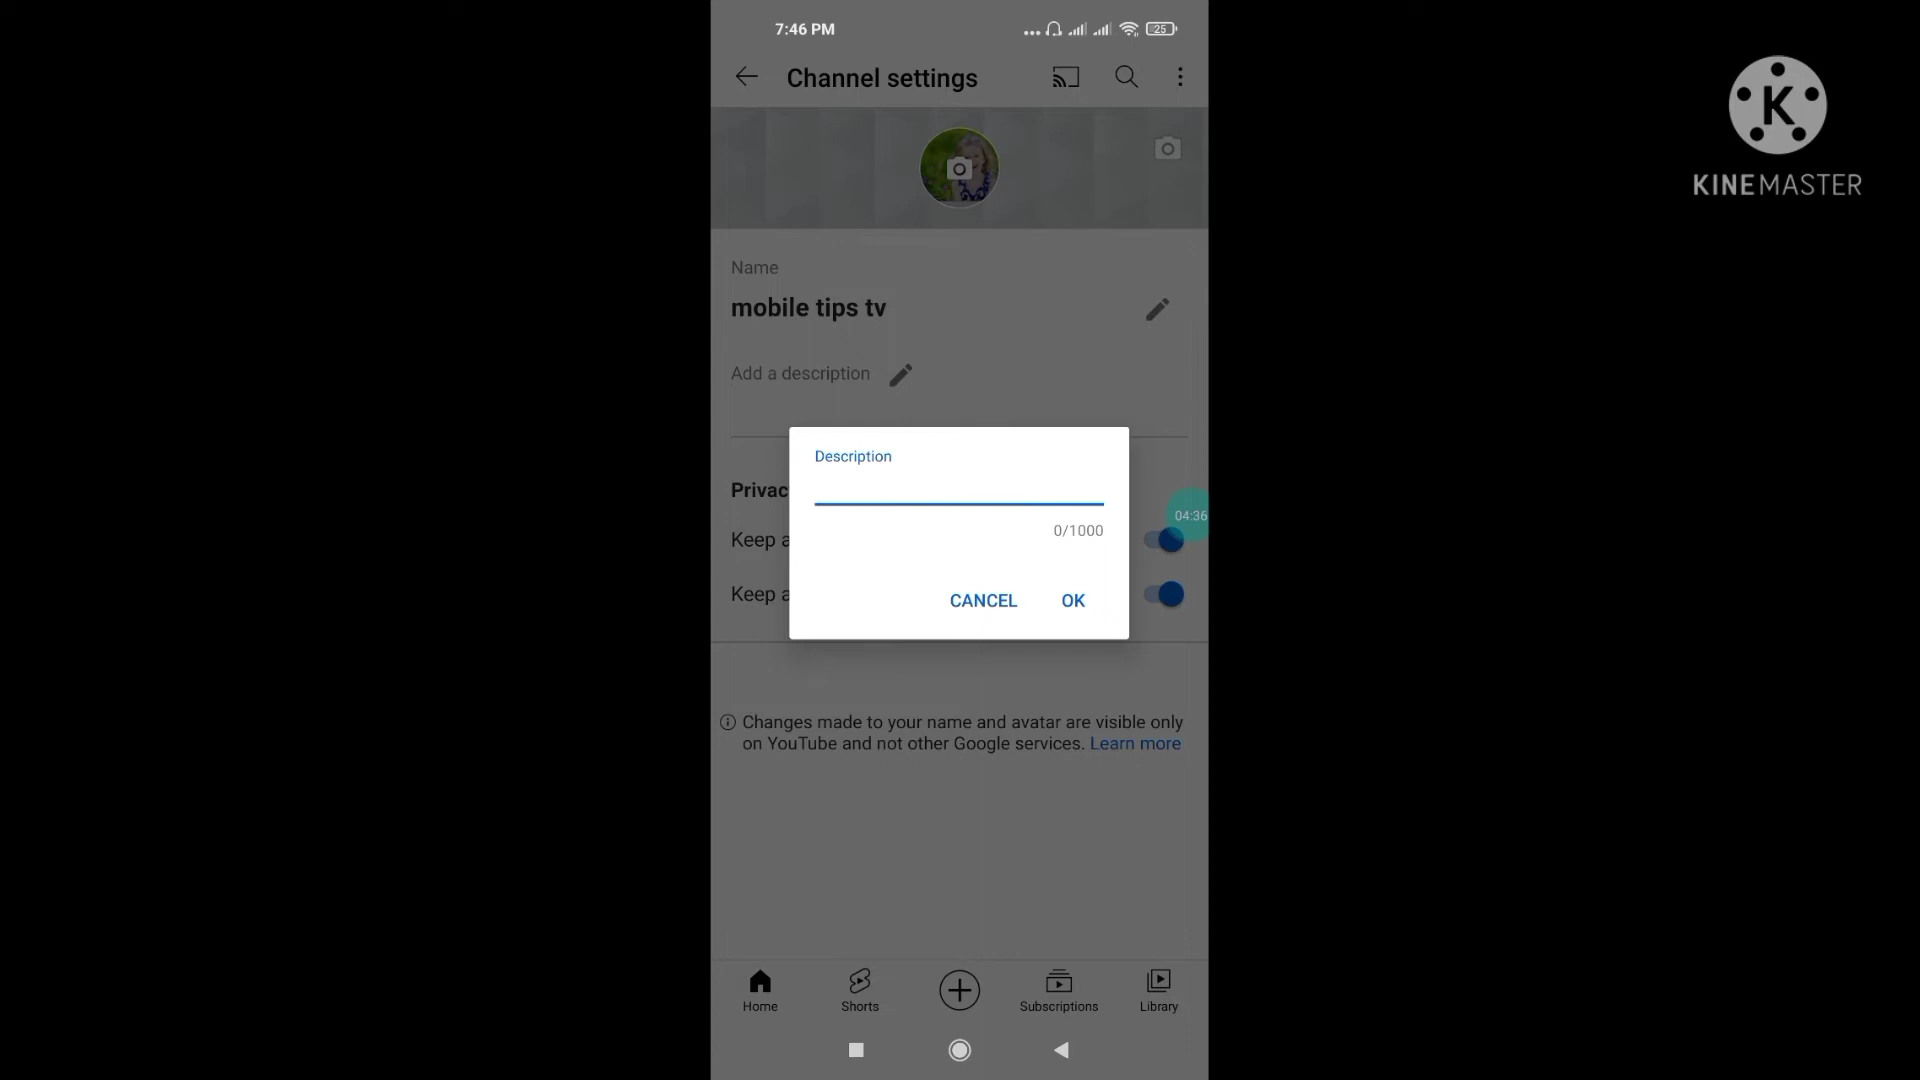 7:46 PM
25
Channel settings
K
KINEMASTER
Name
mobile tips tv
Add a description
Description
Privac
0/1000
04:36
Keep a
Keep a
CANCEL OK
Changes made to your name and avatar are visible only
on YouTube and not other Google services. Learn more
Home Shorts Subscriptions Library